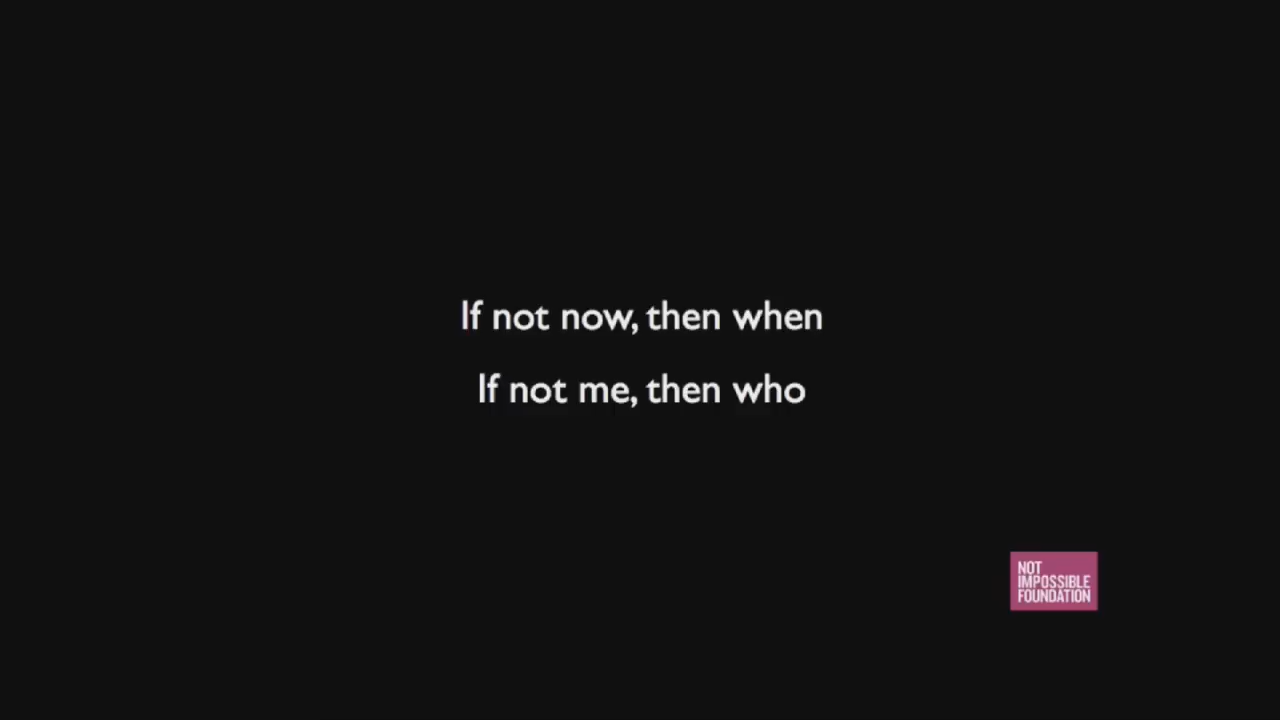 If not now, then when
If not me, then who
NOT
IMPOSSIBLE
FOUNDATION